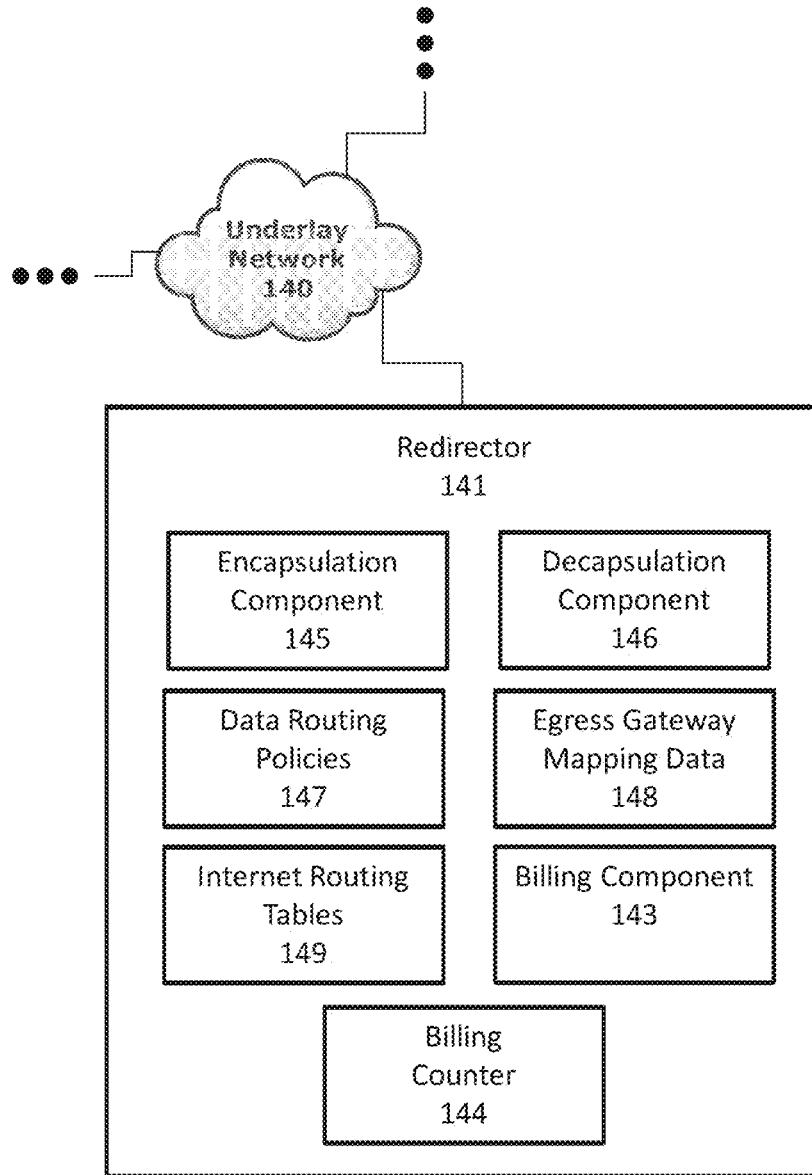 Underlay
Network
140
Redirector
141
Encapsulation
Component
145
Decapsulation
Component
146
Data Routing
Policies
147
Egress Gateway
Mapping Data
148
Internet Routing
Tables
149
Billing Component
143
Billing
Counter
144